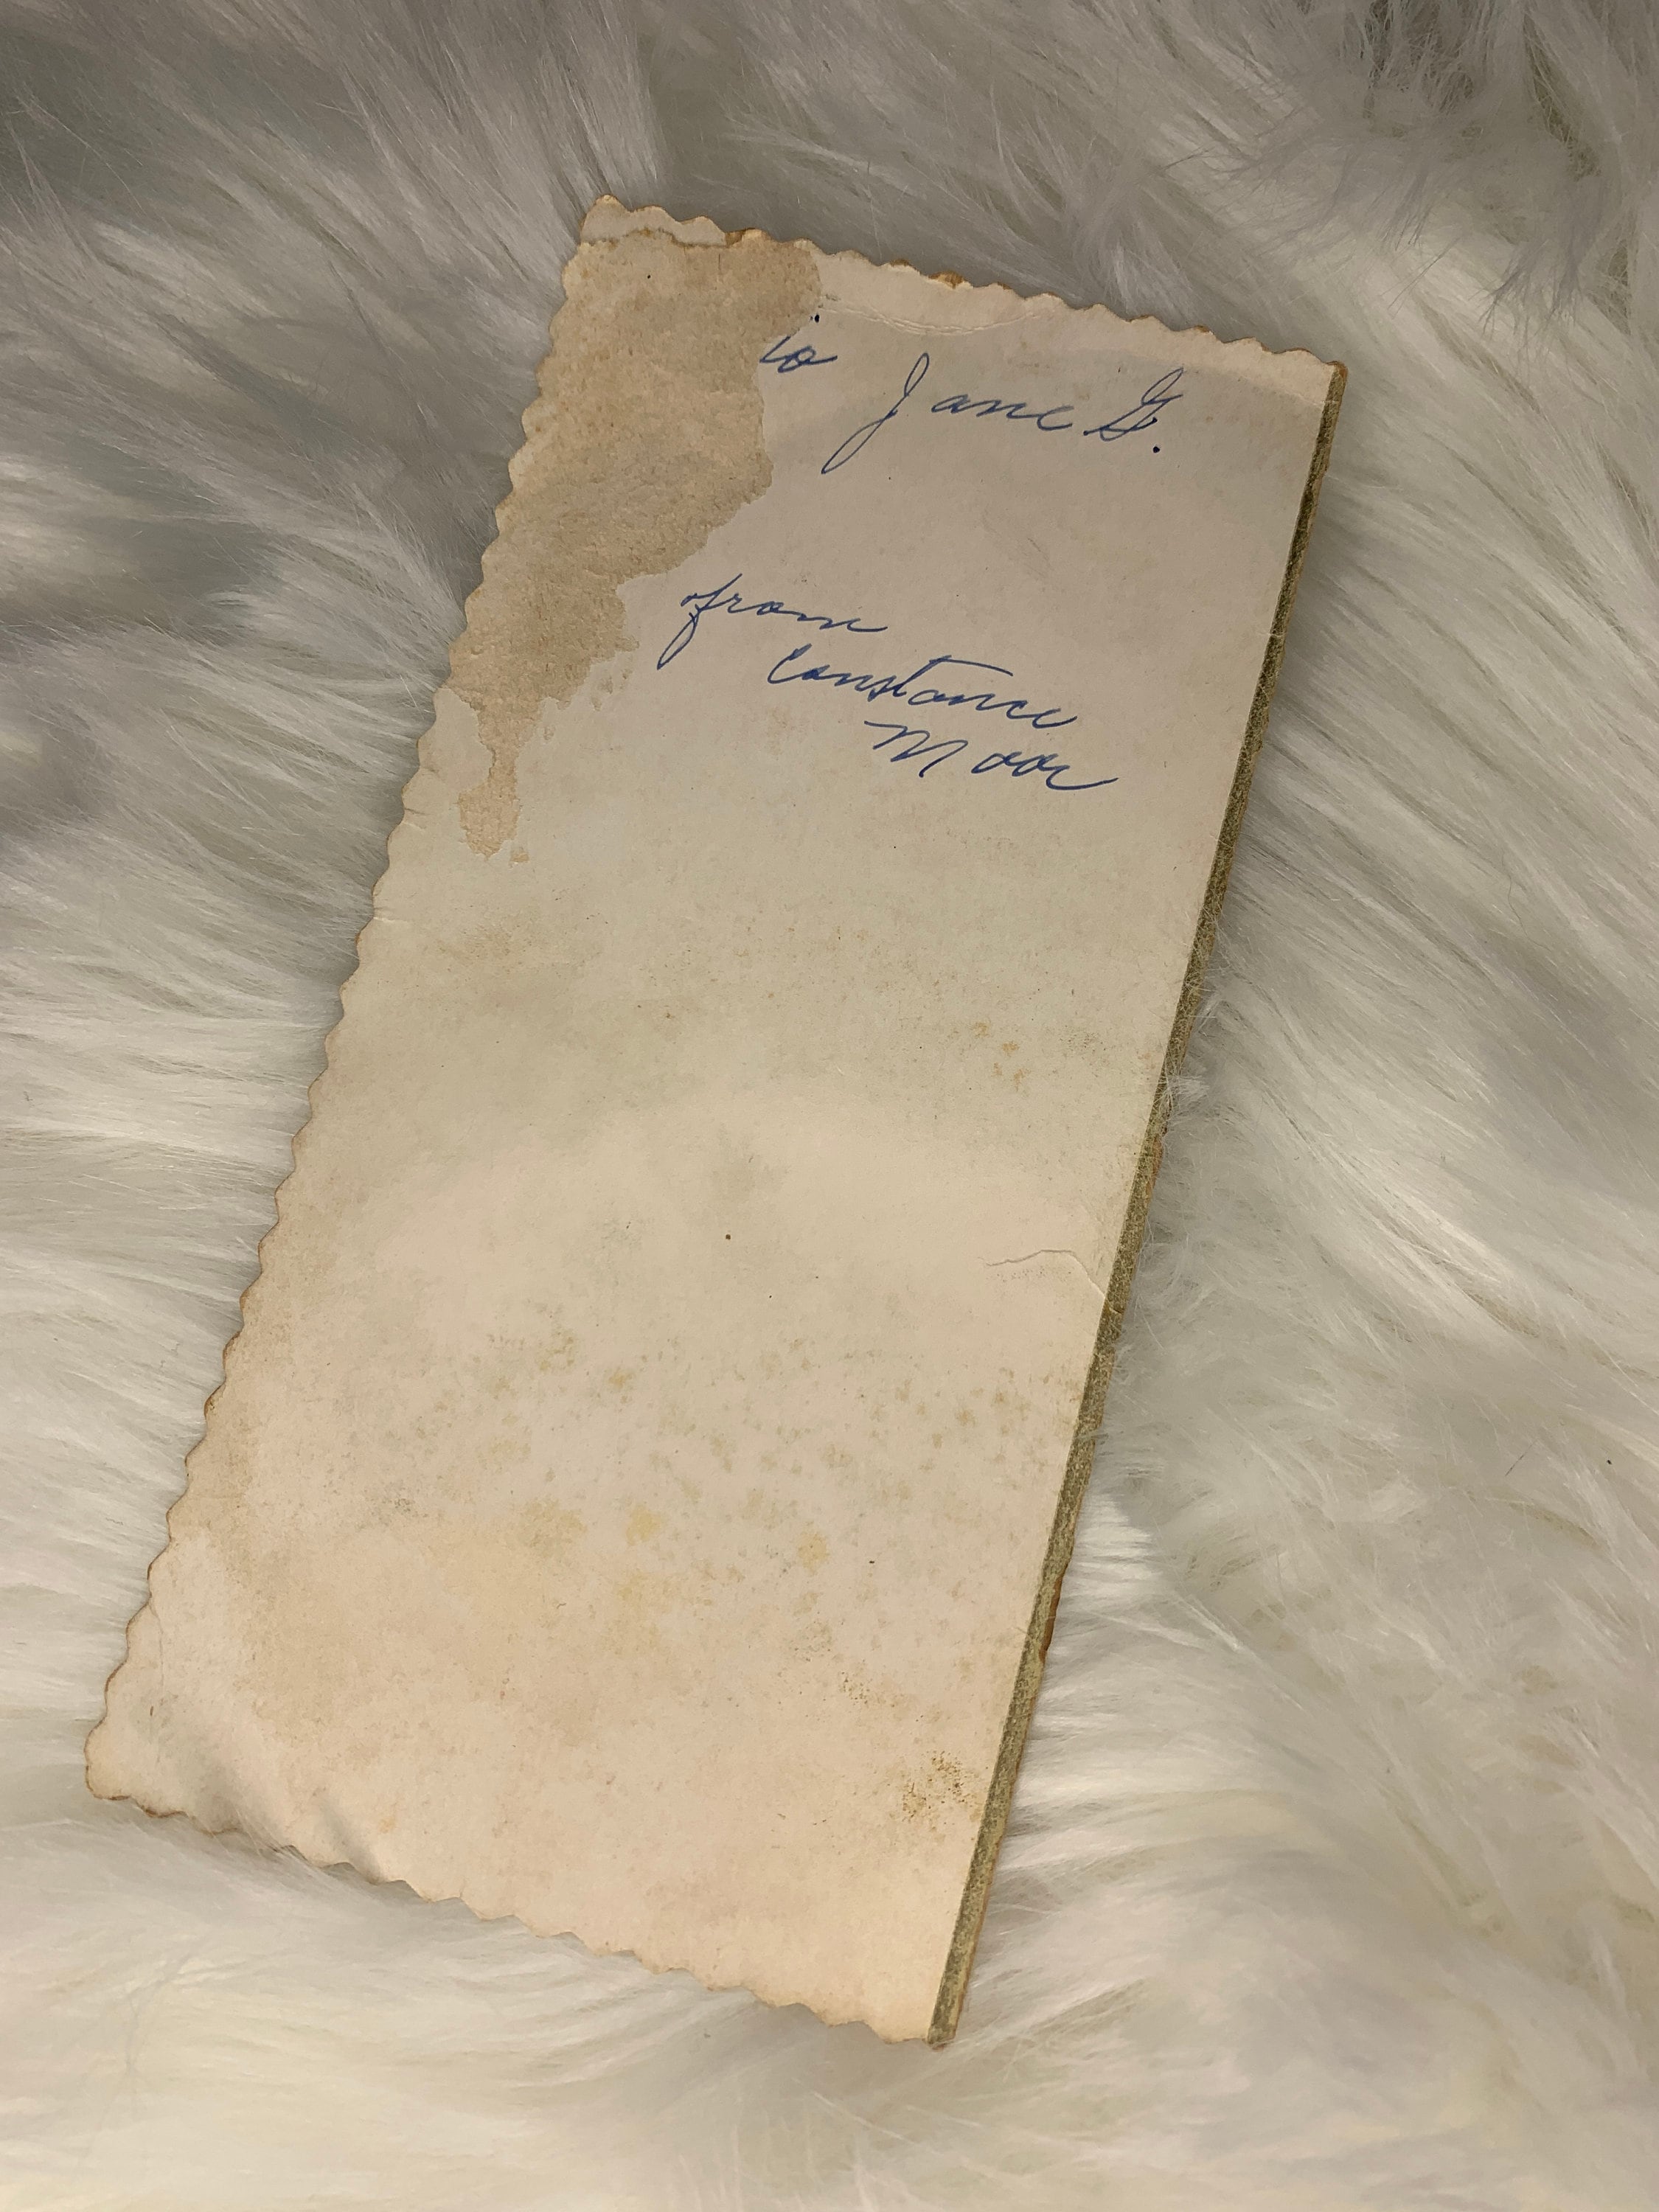 to Jane G.
from
Constance
Moor